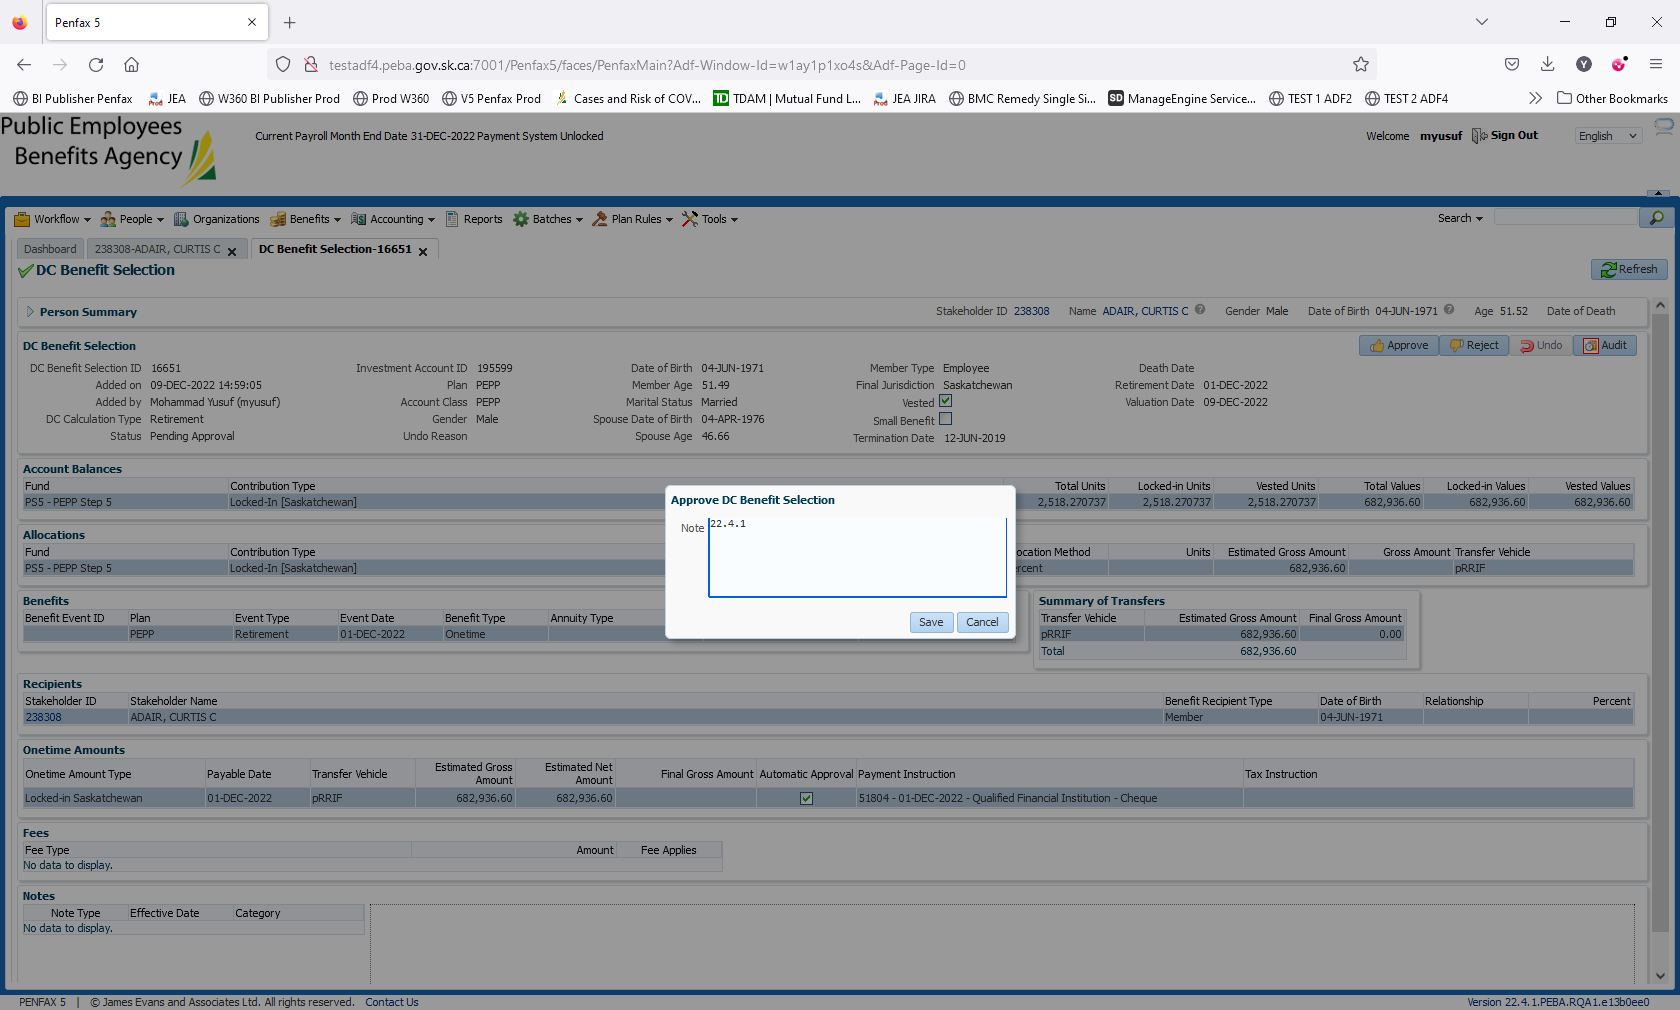 Penfax 5
testadf4.peba.gov.sk.ca:7001/Penfax5/faces/PenfaxMain?Adf-Window-Id=w1ay1p1xo4s&Adf-Page-Id=0
BI Publisher Penfax JEA W360 BI Publisher Prod Prod W360 V5 Penfax Prod Cases and Risk of COV... TDAM | Mutual Fund L... JEA JIRA BMC Remedy Single Si... ManageEngine Service... TEST 1 ADF2 TEST 2 ADF4 Other Bookmarks
Public Employees
Benefits Agency
Current Payroll Month End Date 31-DEC-2022 Payment System Unlocked
Welcome myusuf Sign Out English
Workflow People Organizations Benefits Accounting Reports Batches Plan Rules Tools Search
Dashboard 238308-ADAIR, CURTIS C DC Benefit Selection-16651
DC Benefit Selection Refresh
Person Summary Stakeholder ID 238308 Name ADAIR, CURTIS C Gender Male Date of Birth 04-JUN-1971 Age 51.52 Date of Death
DC Benefit Selection Approve Reject Undo Audit
DC Benefit Selection ID 16651 Investment Account ID 195599 Date of Birth 04-JUN-1971 Member Type Employee Death Date
Added on 09-DEC-2022 14:59:05 Plan PEPP Member Age 51.49 Final Jurisdiction Saskatchewan Retirement Date 01-DEC-2022
Added by Mohammad Yusuf (myusuf) Account Class PEPP Marital Status Married Vested Valuation Date 09-DEC-2022
DC Calculation Type Retirement Gender Male Spouse Date of Birth 04-APR-1976 Small Benefit
Status Pending Approval Undo Reason Spouse Age 46.66 Termination Date 12-JUN-2019
Account Balances
Fund Contribution Type Total Units Locked-in Units Vested Units Total Values Locked-in Values Vested Values
PS5 - PEPP Step 5 Locked-In [Saskatchewan] 2,518.270737 2,518.270737 2,518.270737 682,936.60 682,936.60 682,936.60
Approve DC Benefit Selection
Note 22.4.1
Save Cancel
Allocations
Fund Contribution Type ocation Method Units Estimated Gross Amount Gross Amount Transfer Vehicle
PS5 - PEPP Step 5 Locked-In [Saskatchewan] ercent 682,936.60 pRRIF
Benefits
Benefit Event ID Plan Event Type Event Date Benefit Type Annuity Type
PEPP Retirement 01-DEC-2022 Onetime
Summary of Transfers
Transfer Vehicle Estimated Gross Amount Final Gross Amount
pRRIF 682,936.60 0.00
Total 682,936.60
Recipients
Stakeholder ID Stakeholder Name Benefit Recipient Type Date of Birth Relationship Percent
238308 ADAIR, CURTIS C Member 04-JUN-1971
Onetime Amounts
Onetime Amount Type Payable Date Transfer Vehicle Estimated Gross Amount Estimated Net Amount Final Gross Amount Automatic Approval Payment Instruction Tax Instruction
Locked-in Saskatchewan 01-DEC-2022 pRRIF 682,936.60 682,936.60 51804 - 01-DEC-2022 - Qualified Financial Institution - Cheque
Fees
Fee Type Amount Fee Applies
No data to display.
Notes
Note Type Effective Date Category
No data to display.
PENFAX 5 | © James Evans and Associates Ltd. All rights reserved. Contact Us Version 22.4.1.PEBA.RQA1.e13b0ee0